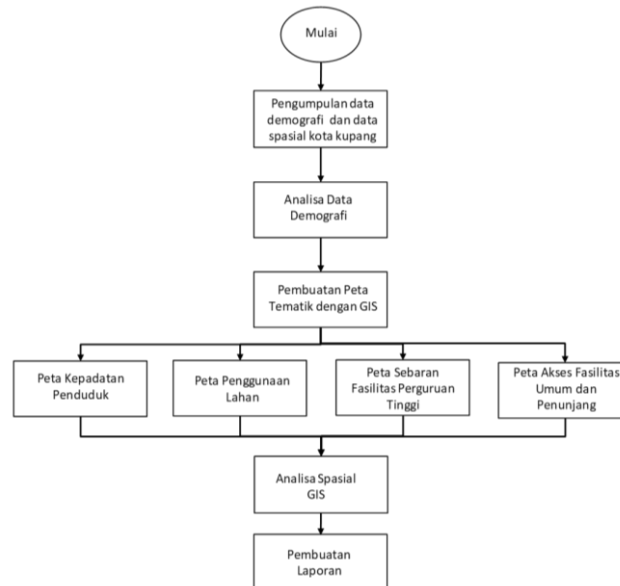 Mulai
Pengumpulan data
demografi dan data
spasial kota kupang
Analisa Data
Demografi
Pembuatan Peta
Tematik dengan GIS
Peta Kepadatan
Penduduk
Peta Penggunaan
Lahan
Peta Sebaran
Fasilitas Perguruan
Tinggi
Peta Akses Fasilitas
Umum dan
Penunjang
Analisa Spasial
GIS
Pembuatan
Laporan